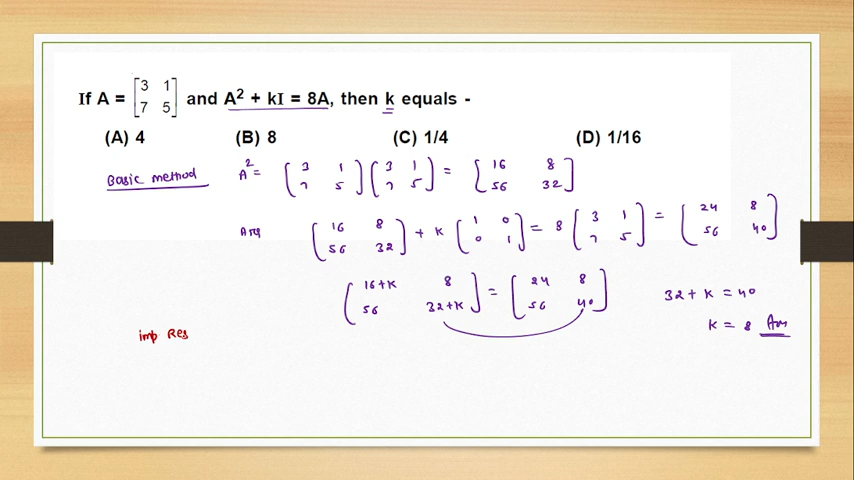 If A = [3 1 7 5] and A² + kI = 8A, then k equals -
(A) 4 (B) 8 (C) 1/4 (D) 1/16
Basic method A² = [3 1 7 5] [3 1 7 5] = [16 8 56 32]
[16 8 56 32] + k [1 0 0 1] = 8 [3 1 7 5] = [24 8 56 40]
[16+k 8 56 32+k] = [24 8 56 40]
32 + k = 40
k = 8 Ans
imp Res